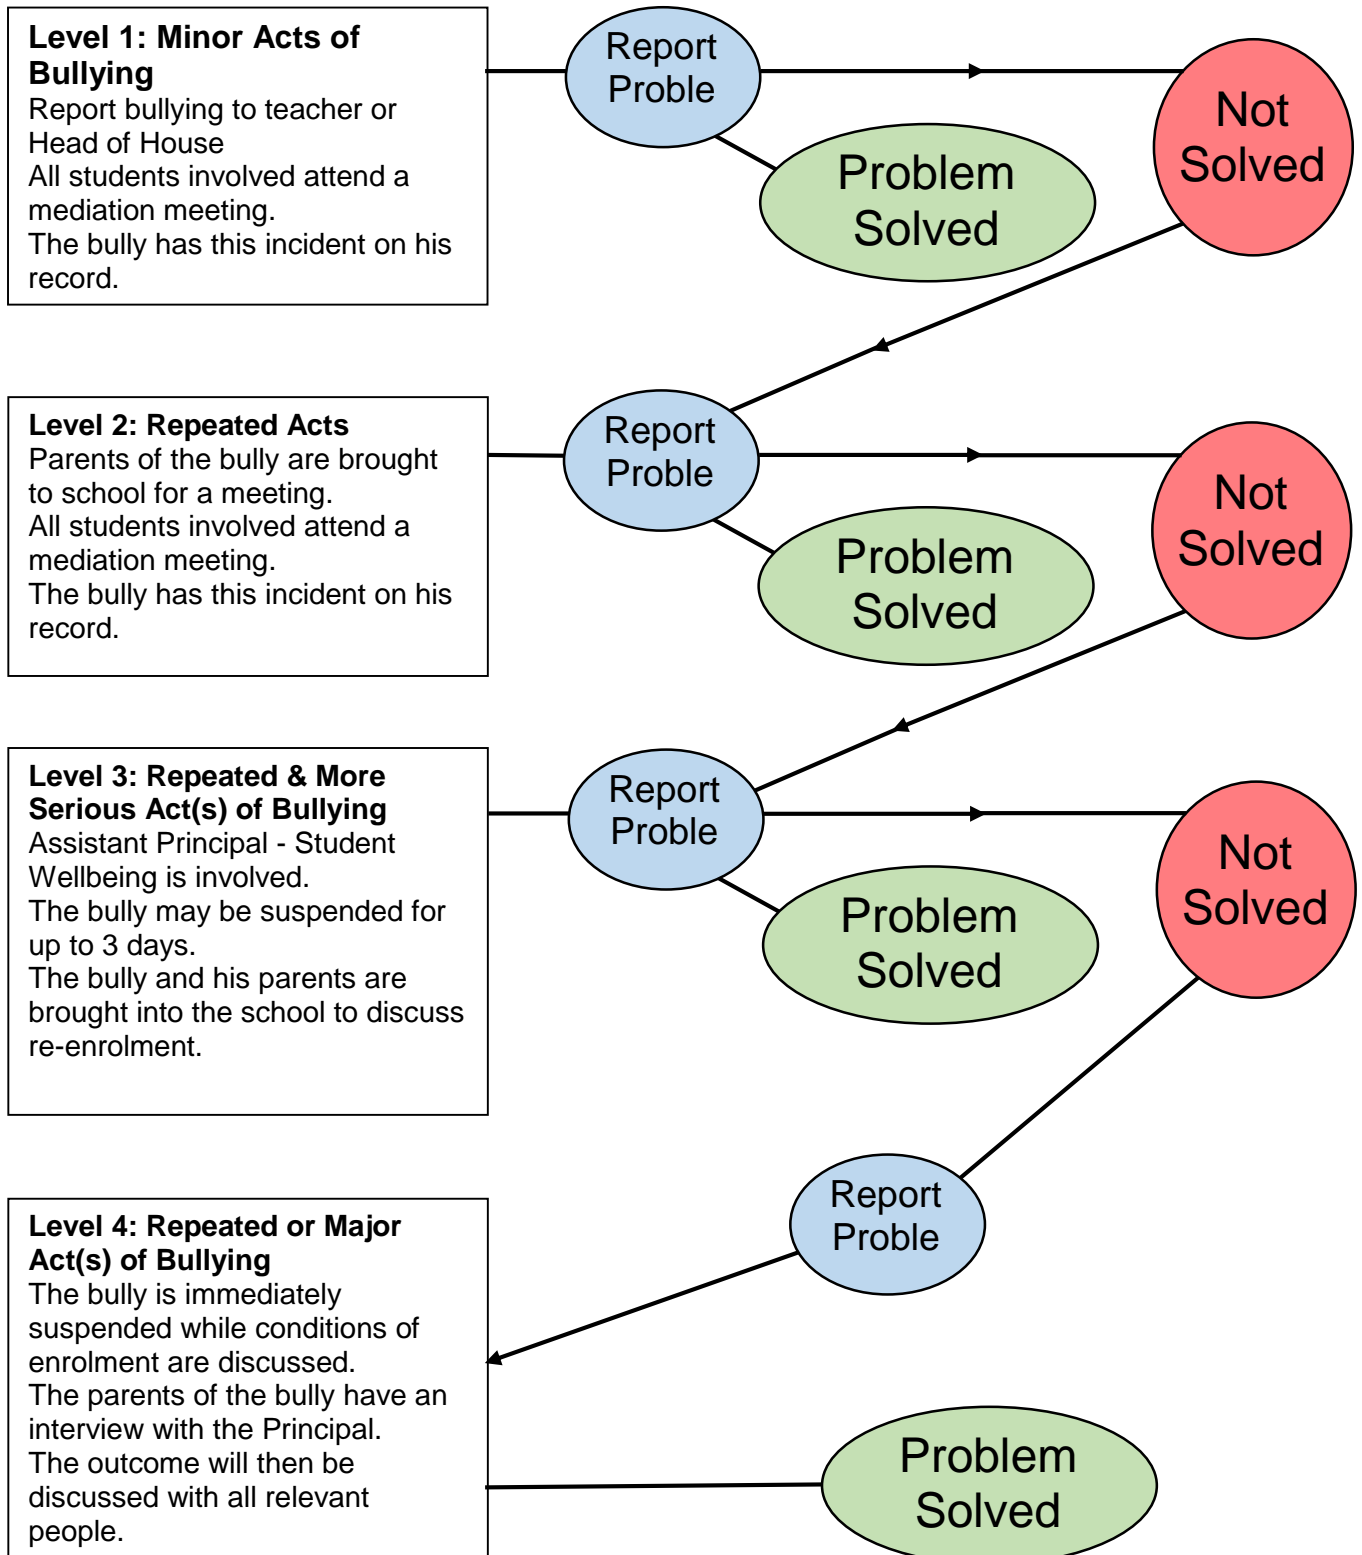 Level 1: Minor Acts of
Bullying
Report bullying to teacher or
Head of House
All students involved attend a
mediation meeting.
The bully has this incident on his
record.
Report
Proble
Problem
Solved
Not
Solved
Level 2: Repeated Acts
Parents of the bully are brought
to school for a meeting.
All students involved attend a
mediation meeting.
The bully has this incident on his
record.
Report
Proble
Problem
Solved
Not
Solved
Level 3: Repeated & More
Serious Act(s) of Bullying
Assistant Principal - Student
Wellbeing is involved.
The bully may be suspended for
up to 3 days.
The bully and his parents are
brought into the school to discuss
re-enrolment.
Report
Proble
Problem
Solved
Not
Solved
Report
Proble
Level 4: Repeated or Major
Act(s) of Bullying
The bully is immediately
suspended while conditions of
enrolment are discussed.
The parents of the bully have an
interview with the Principal.
The outcome will then be
discussed with all relevant
people.
Problem
Solved